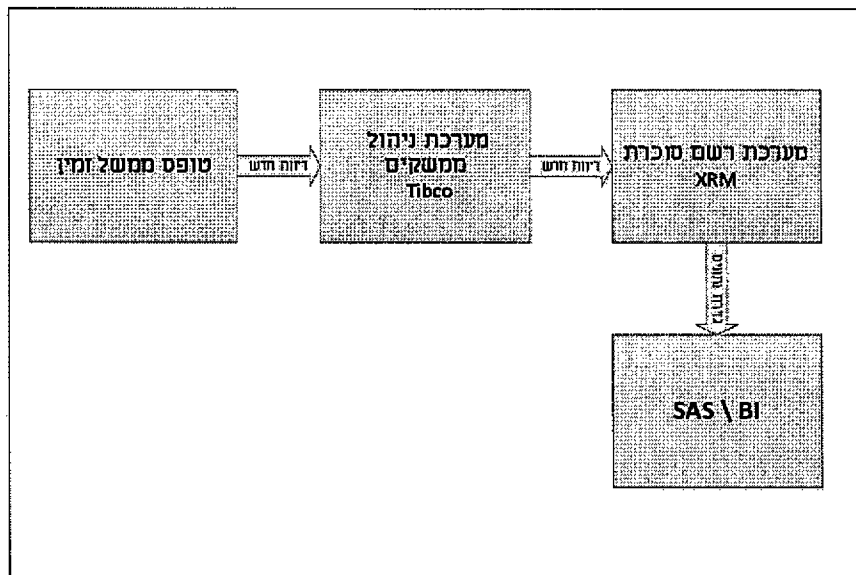 טופס ממשל זמין
דיווח חדש
מערכת ניהול
ממשקים
Tibco
דיווח חדש
מערכת רשם סוכרת
XRM
SAS \ BI